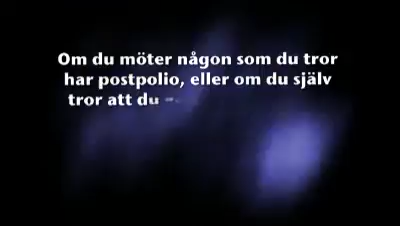 Om du möter någon som du tror
har postpolio, eller om du själv
tror att du